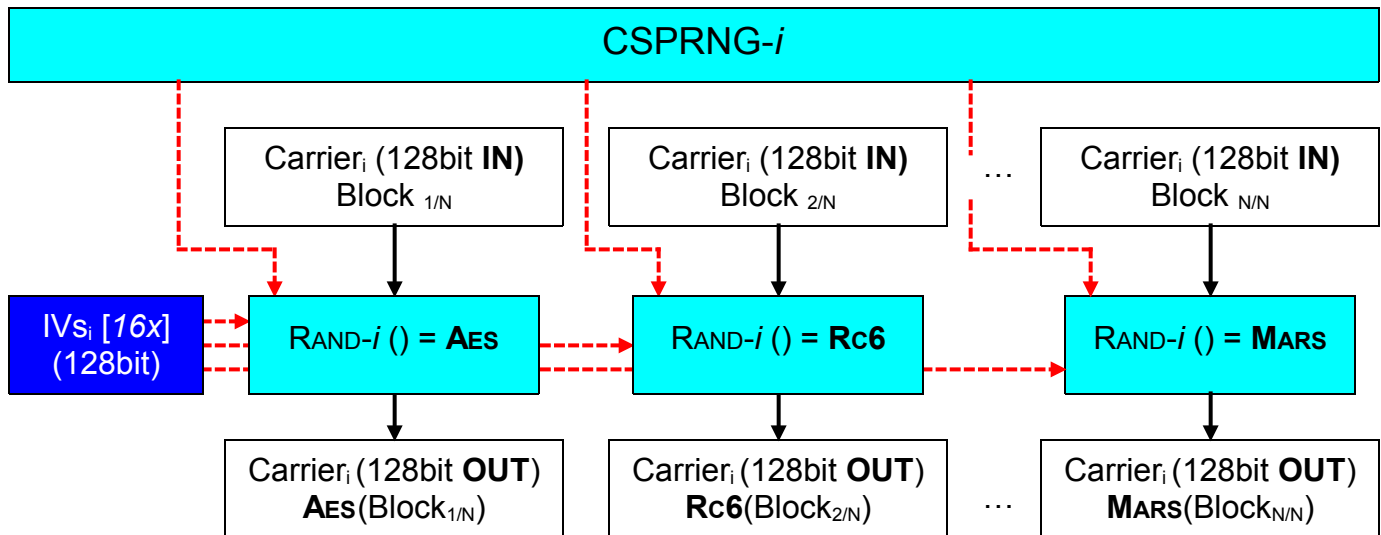 CSPRNG-i
Carrieri (128bit IN)
Block 1/N
Carrieri (128bit IN)
Block 2/N
...
Carrieri (128bit IN)
Block N/N
IVsi [16x]
(128bit)
RAND-i () = AES
RAND-i () = RC6
RAND-i () = MARS
Carrieri (128bit OUT)
AES(Block1/N)
Carrieri (128bit OUT)
RC6(Block2/N)
...
Carrieri (128bit OUT)
MARS(BlockN/N)